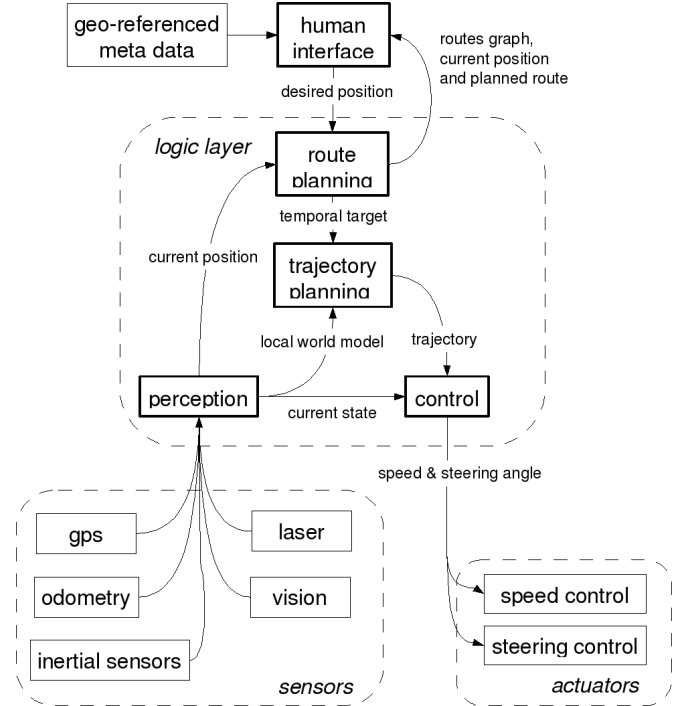 geo-referenced
meta data
human
interface
routes graph,
current position
and planned route
desired position
logic layer
route
planning
temporal target
current position
trajectory
planning
local world model
trajectory
perception
control
current state
speed & steering angle
gps
laser
odometry
vision
inertial sensors
sensors
speed control
steering control
actuators